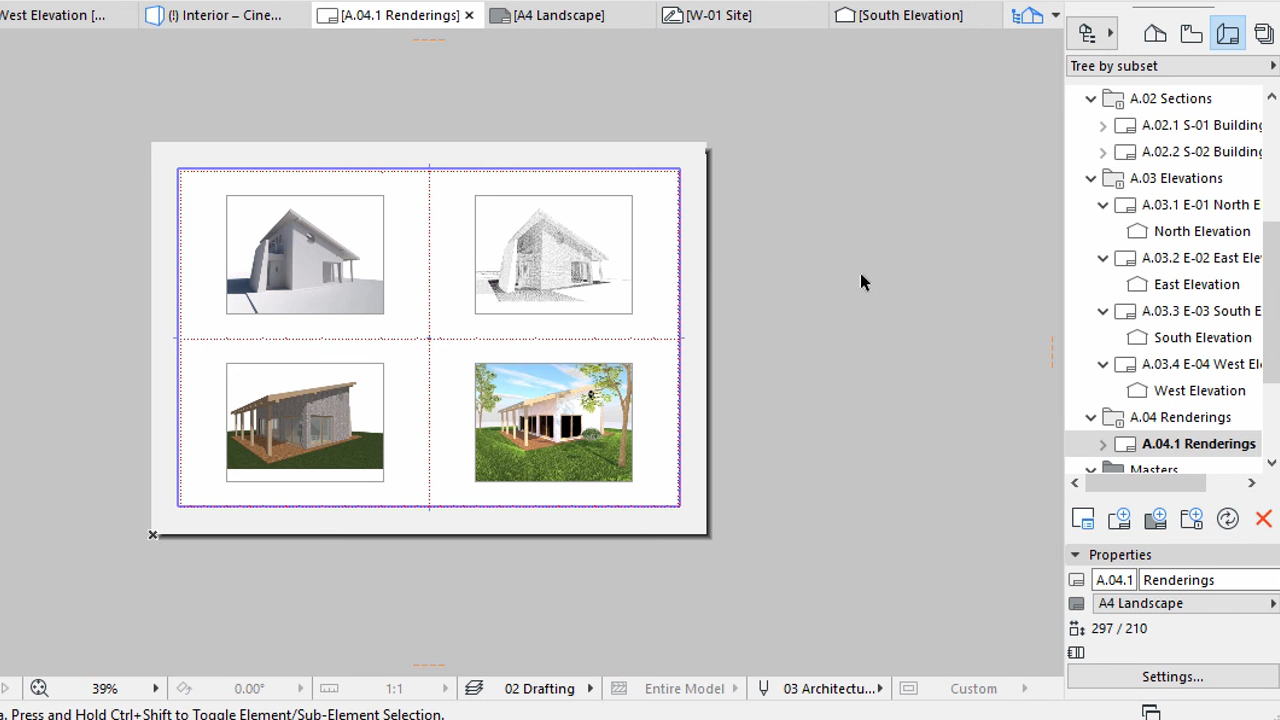 West Elevation [...
(!) Interior – Cine...
[A.04.1 Renderings]
[A4 Landscape]
[W-01 Site]
[South Elevation]
Tree by subset
A.02 Sections
A.02.1 S-01 Building
A.02.2 S-02 Building
A.03 Elevations
A.03.1 E-01 North E
North Elevation
A.03.2 E-02 East Ele
East Elevation
A.03.3 E-03 South E
South Elevation
A.03.4 E-04 West El
West Elevation
A.04 Renderings
A.04.1 Renderings
Masters
Properties
A.04.1 Renderings
A4 Landscape
297 / 210
Settings...
39%
0.00°
1:1
02 Drafting
Entire Model
03 Architectu...
Custom
a. Press and Hold Ctrl+Shift to Toggle Element/Sub-Element Selection.